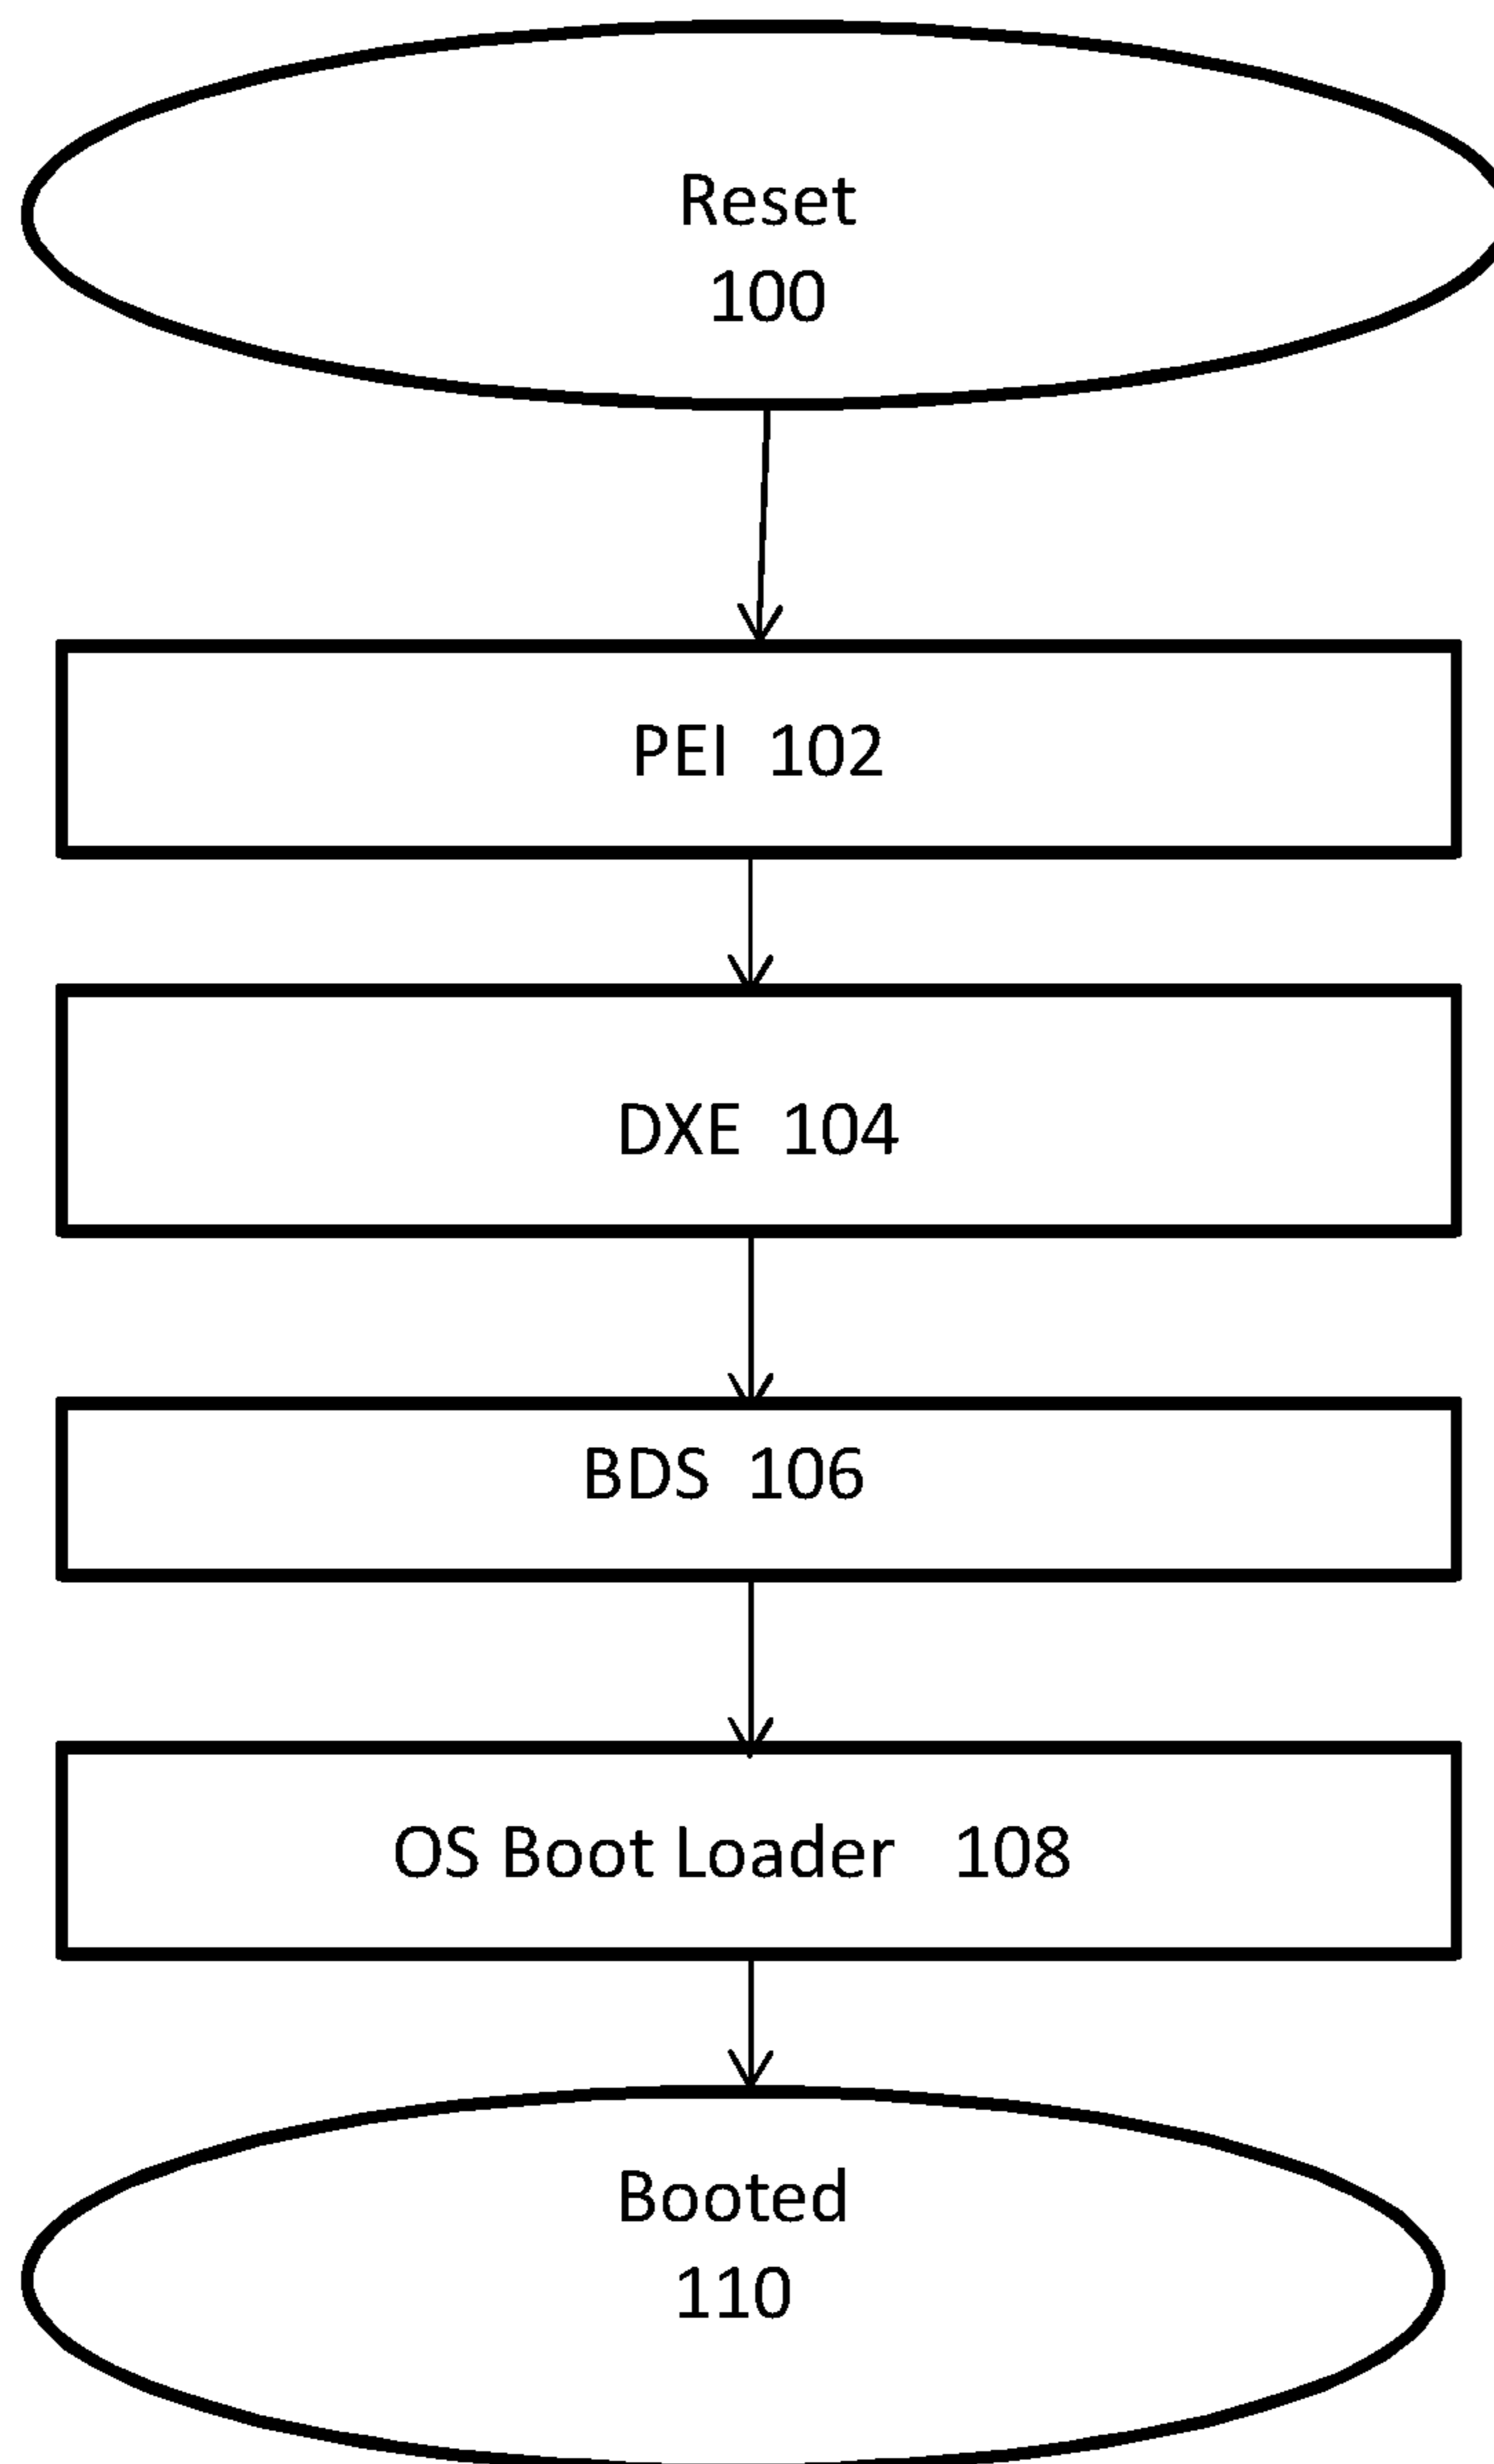 Reset
100
PEI 102
DXE 104
BDS 106
OS Boot Loader 108
Booted
110